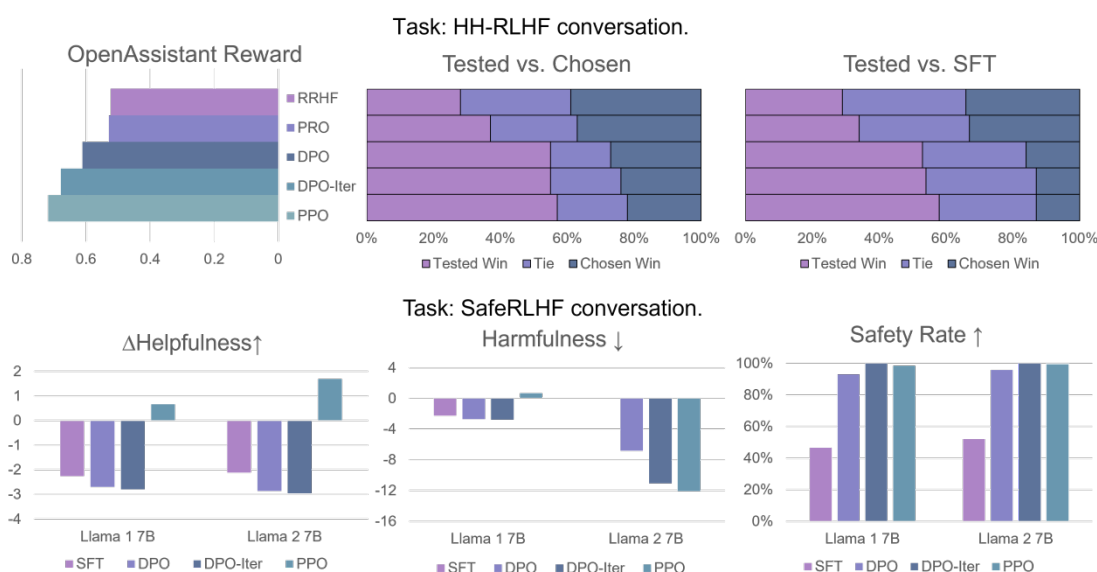 Task: HH-RLHF conversation.
OpenAssistant Reward
RRHF
PRO
DPO
DPO-Iter
PPO
0.8 0.6 0.4 0.2 0
Tested vs. Chosen
0% 20% 40% 60% 80% 100%
Tested Win Tie Chosen Win
Tested vs. SFT
0% 20% 40% 60% 80% 100%
Tested Win Tie Chosen Win
Task: SafeRLHF conversation.
ΔHelpfulness↑
2
1
0
-1
-2
-3
-4
Llama 1 7B Llama 2 7B
SFT DPO DPO-Iter PPO
Harmfulness ↓
4
0
-4
-8
-12
-16
Llama 1 7B Llama 2 7B
SFT DPO DPO-Iter PPO
Safety Rate ↑
100%
80%
60%
40%
20%
0%
Llama 1 7B Llama 2 7B
SFT DPO DPO-Iter PPO